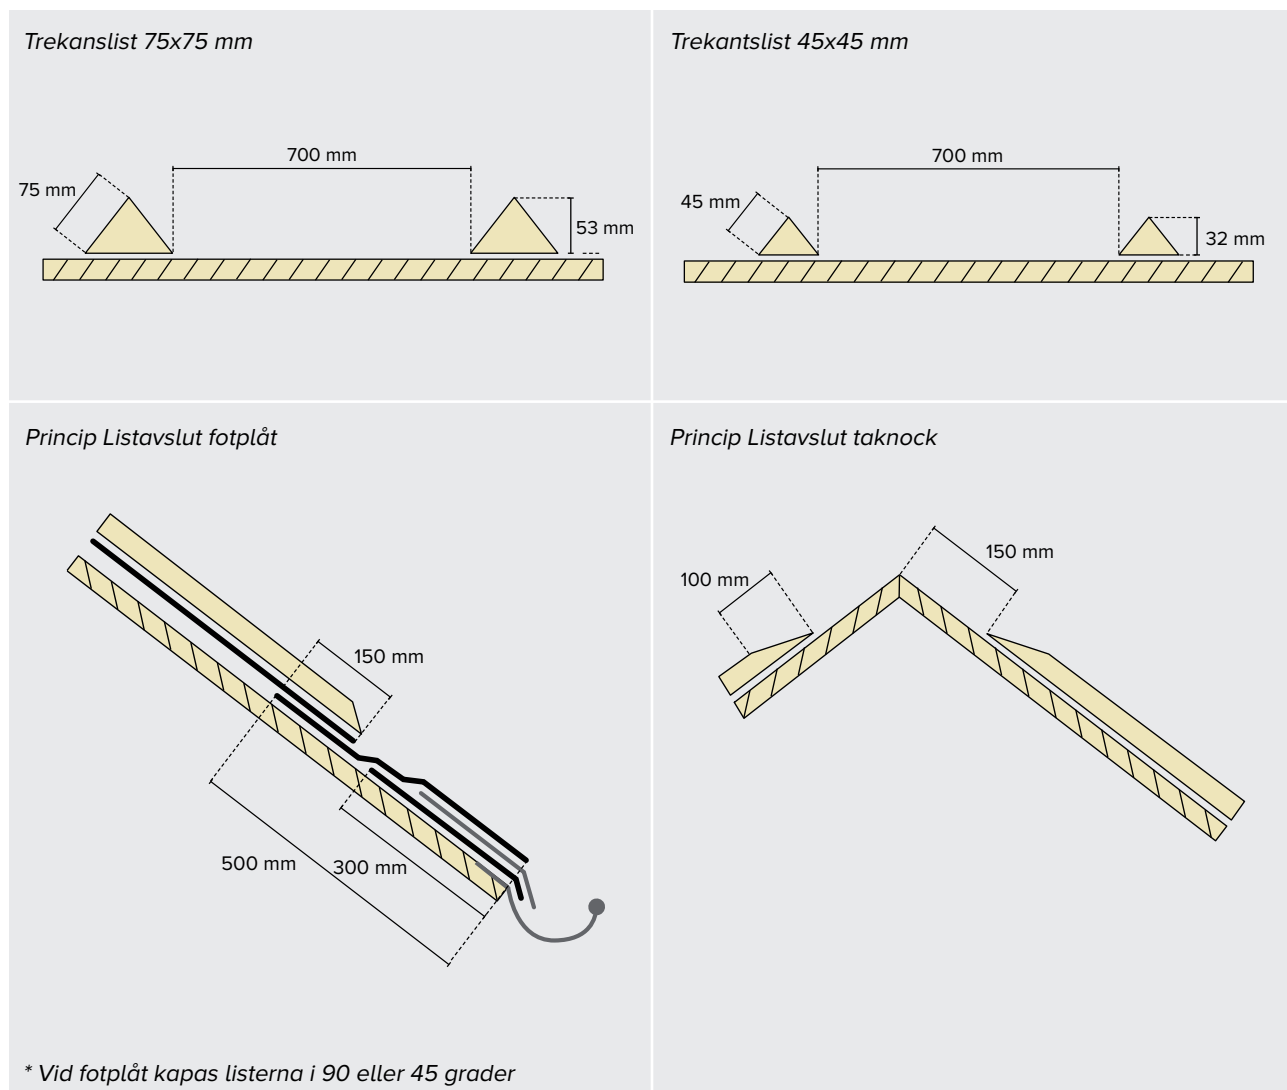 Trekanslist 75x75 mm
700 mm
75 mm
53 mm
Trekantslist 45x45 mm
700 mm
45 mm
32 mm
Princip Listavslut fotplåt
150 mm
500 mm
300 mm
* Vid fotplåt kapas listerna i 90 eller 45 grader
Princip Listavslut taknock
150 mm
100 mm